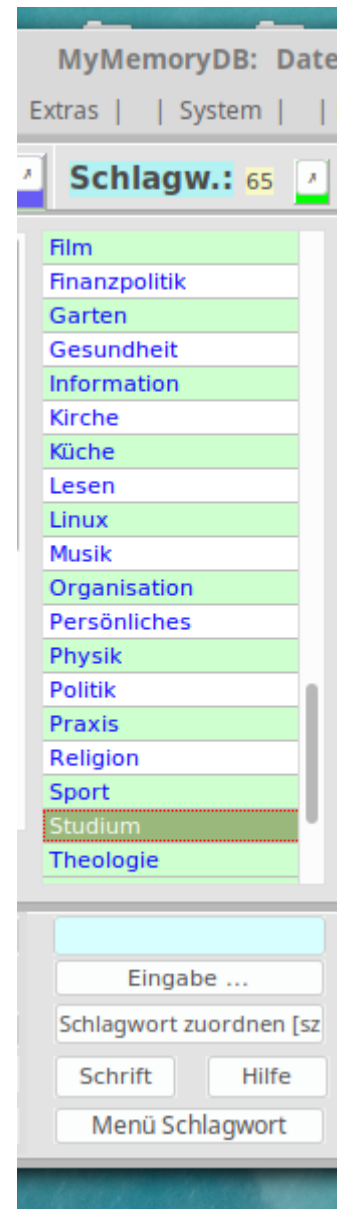 MyMemoryDB: Date
Extras | | System | |
Schlagw.: 65
Film
Finanzpolitik
Garten
Gesundheit
Information
Kirche
Küche
Lesen
Linux
Musik
Organisation
Persönliches
Physik
Politik
Praxis
Religion
Sport
Studium
Theologie
Eingabe ...
Schlagwort zuordnen [sz
Schrift Hilfe
Menü Schlagwort